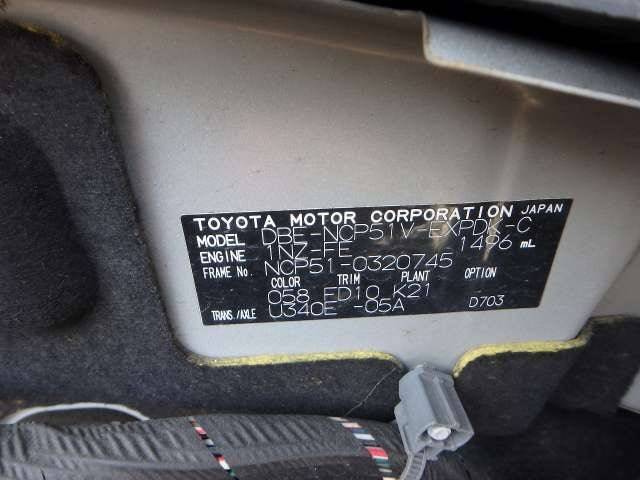 TOYOTA MOTOR CORPORATION JAPAN
MODEL DBE-NCP51V-EXPDK-C
ENGINE 1NZ-FE 1496 mL
FRAME No. NCP51-0320745
COLOR TRIM PLANT OPTION
058 FD10 K21
TRANS./AXLE U340E -05A D703